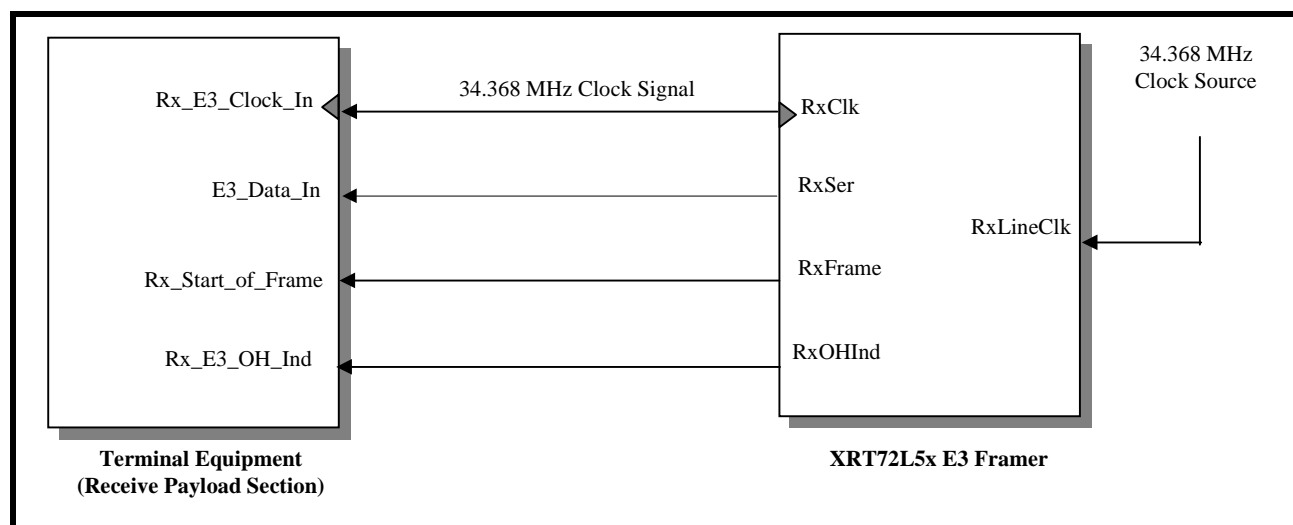 34.368 MHz
Clock Source
Rx_E3_Clock_In
34.368 MHz Clock Signal
RxClk
E3_Data_In
RxSer
RxLineClk
Rx_Start_of_Frame
RxFrame
Rx_E3_OH_Ind
RxOHInd
Terminal Equipment
(Receive Payload Section)
XRT72L5x E3 Framer